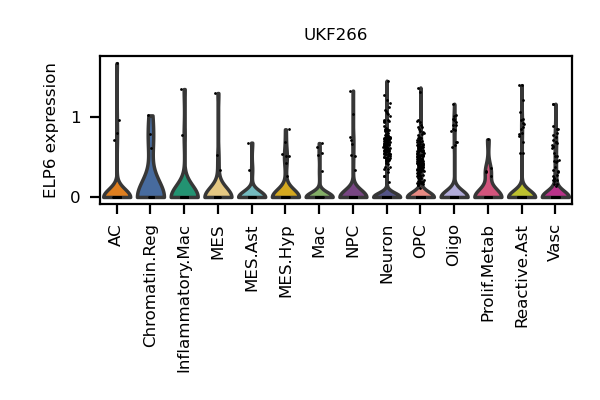 UKF266
ELP6 expression
1
0
AC
Chromatin.Reg
Inflammatory.Mac
MES
MES.Ast
MES.Hyp
Mac
NPC
Neuron
OPC
Oligo
Prolif.Metab
Reactive.Ast
Vasc